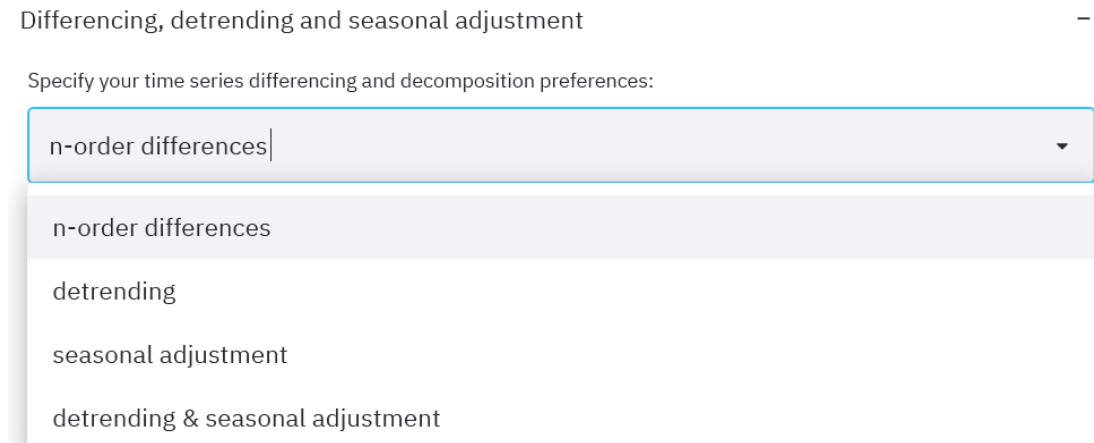 Differencing, detrending and seasonal adjustment
Specify your time series differencing and decomposition preferences:
n-order differences
n-order differences
detrending
seasonal adjustment
detrending & seasonal adjustment